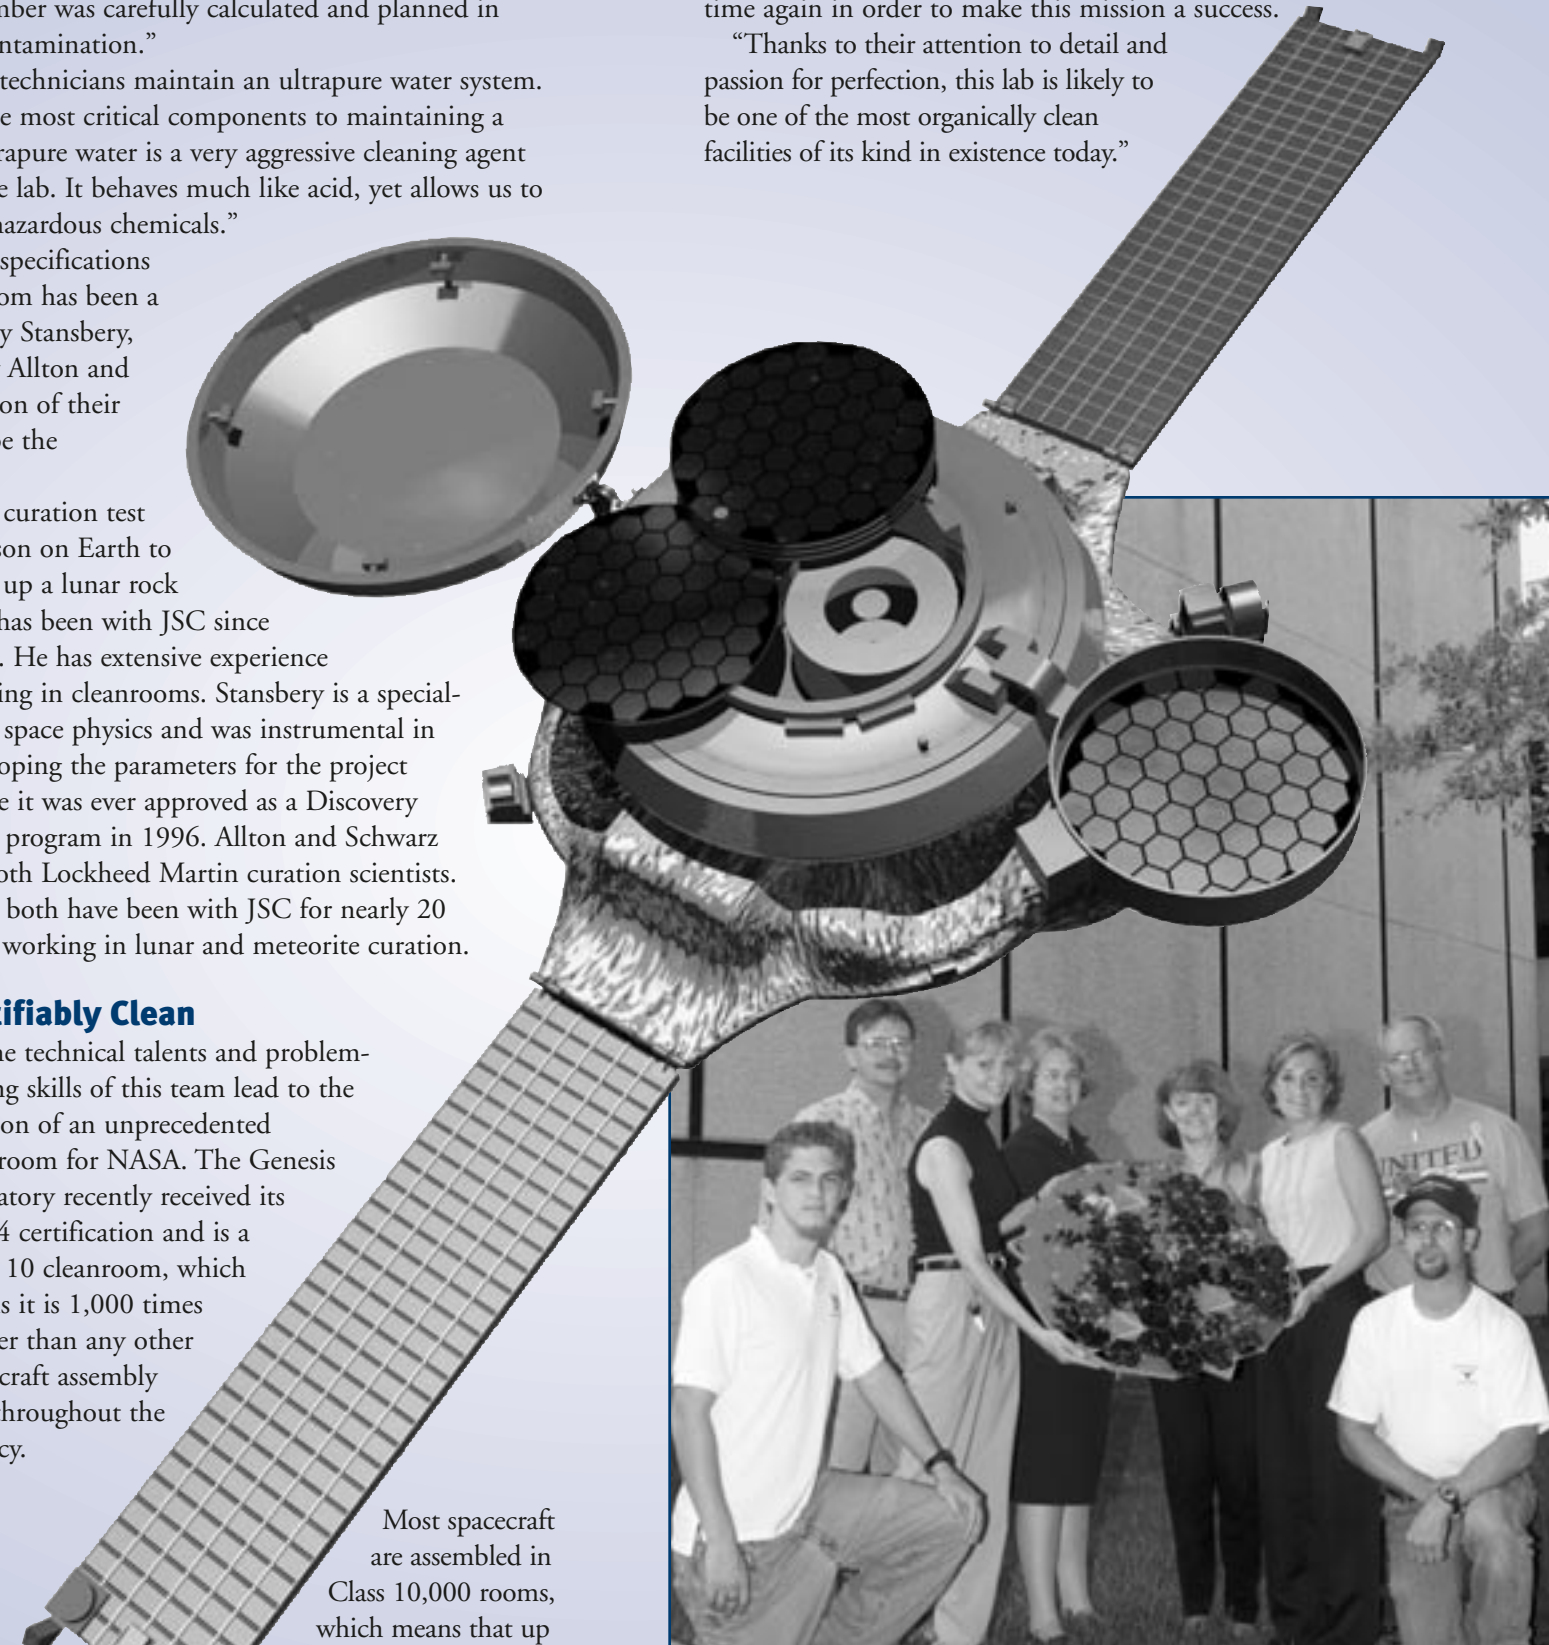 mber was carefully calculated and planned in
ntamination.”
technicians maintain an ultrapure water system.
e most critical components to maintaining a
rapure water is a very aggressive cleaning agent
e lab. It behaves much like acid, yet allows us to
hazardous chemicals.”
specifications
om has been a
y Stansbery,
Allton and
on of their
be the
curation test
son on Earth to
up a lunar rock
has been with JSC since
. He has extensive experience
ing in cleanrooms. Stansbery is a special-
space physics and was instrumental in
oping the parameters for the project
e it was ever approved as a Discovery
program in 1996. Allton and Schwarz
oth Lockheed Martin curation scientists.
both have been with JSC for nearly 20
working in lunar and meteorite curation.
ifiably Clean
he technical talents and problem-
ng skills of this team lead to the
ion of an unprecedented
room for NASA. The Genesis
atory recently received its
4 certification and is a
10 cleanroom, which
s it is 1,000 times
er than any other
craft assembly
throughout the
cy.
Most spacecraft
are assembled in
Class 10,000 rooms,
which means that up
time again in order to make this mission a success.
“Thanks to their attention to detail and
passion for perfection, this lab is likely to
be one of the most organically clean
facilities of its kind in existence today.”
UNITED